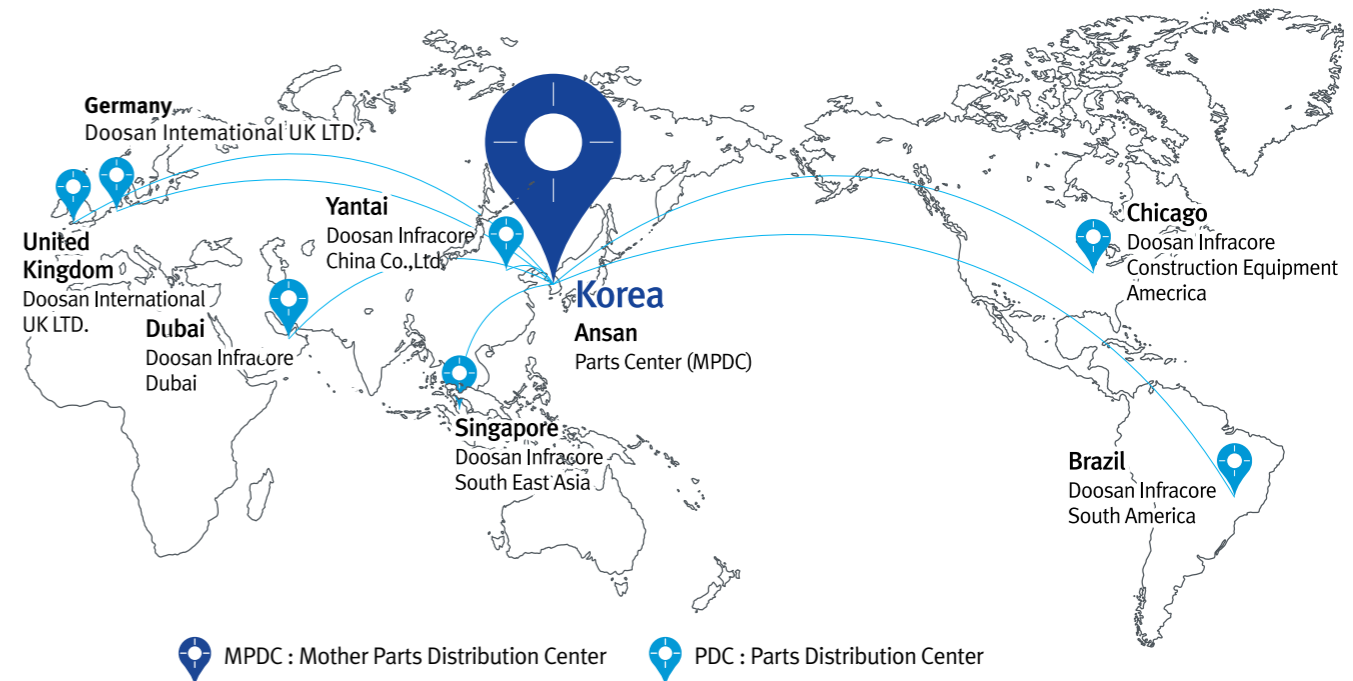 Germany
Doosan Intemational UK LTD.
United
Kingdom
Doosan International
UK LTD.
Yantai
Doosan Infracore
China Co.,Ltd.
Dubai
Doosan Infracore
Dubai
Korea
Ansan
Parts Center (MPDC)
Singapore
Doosan Infracore
South East Asia
Chicago
Doosan Infracore
Construction Equipment
Amecrica
Brazil
Doosan Infracore
South America
MPDC : Mother Parts Distribution Center
PDC : Parts Distribution Center